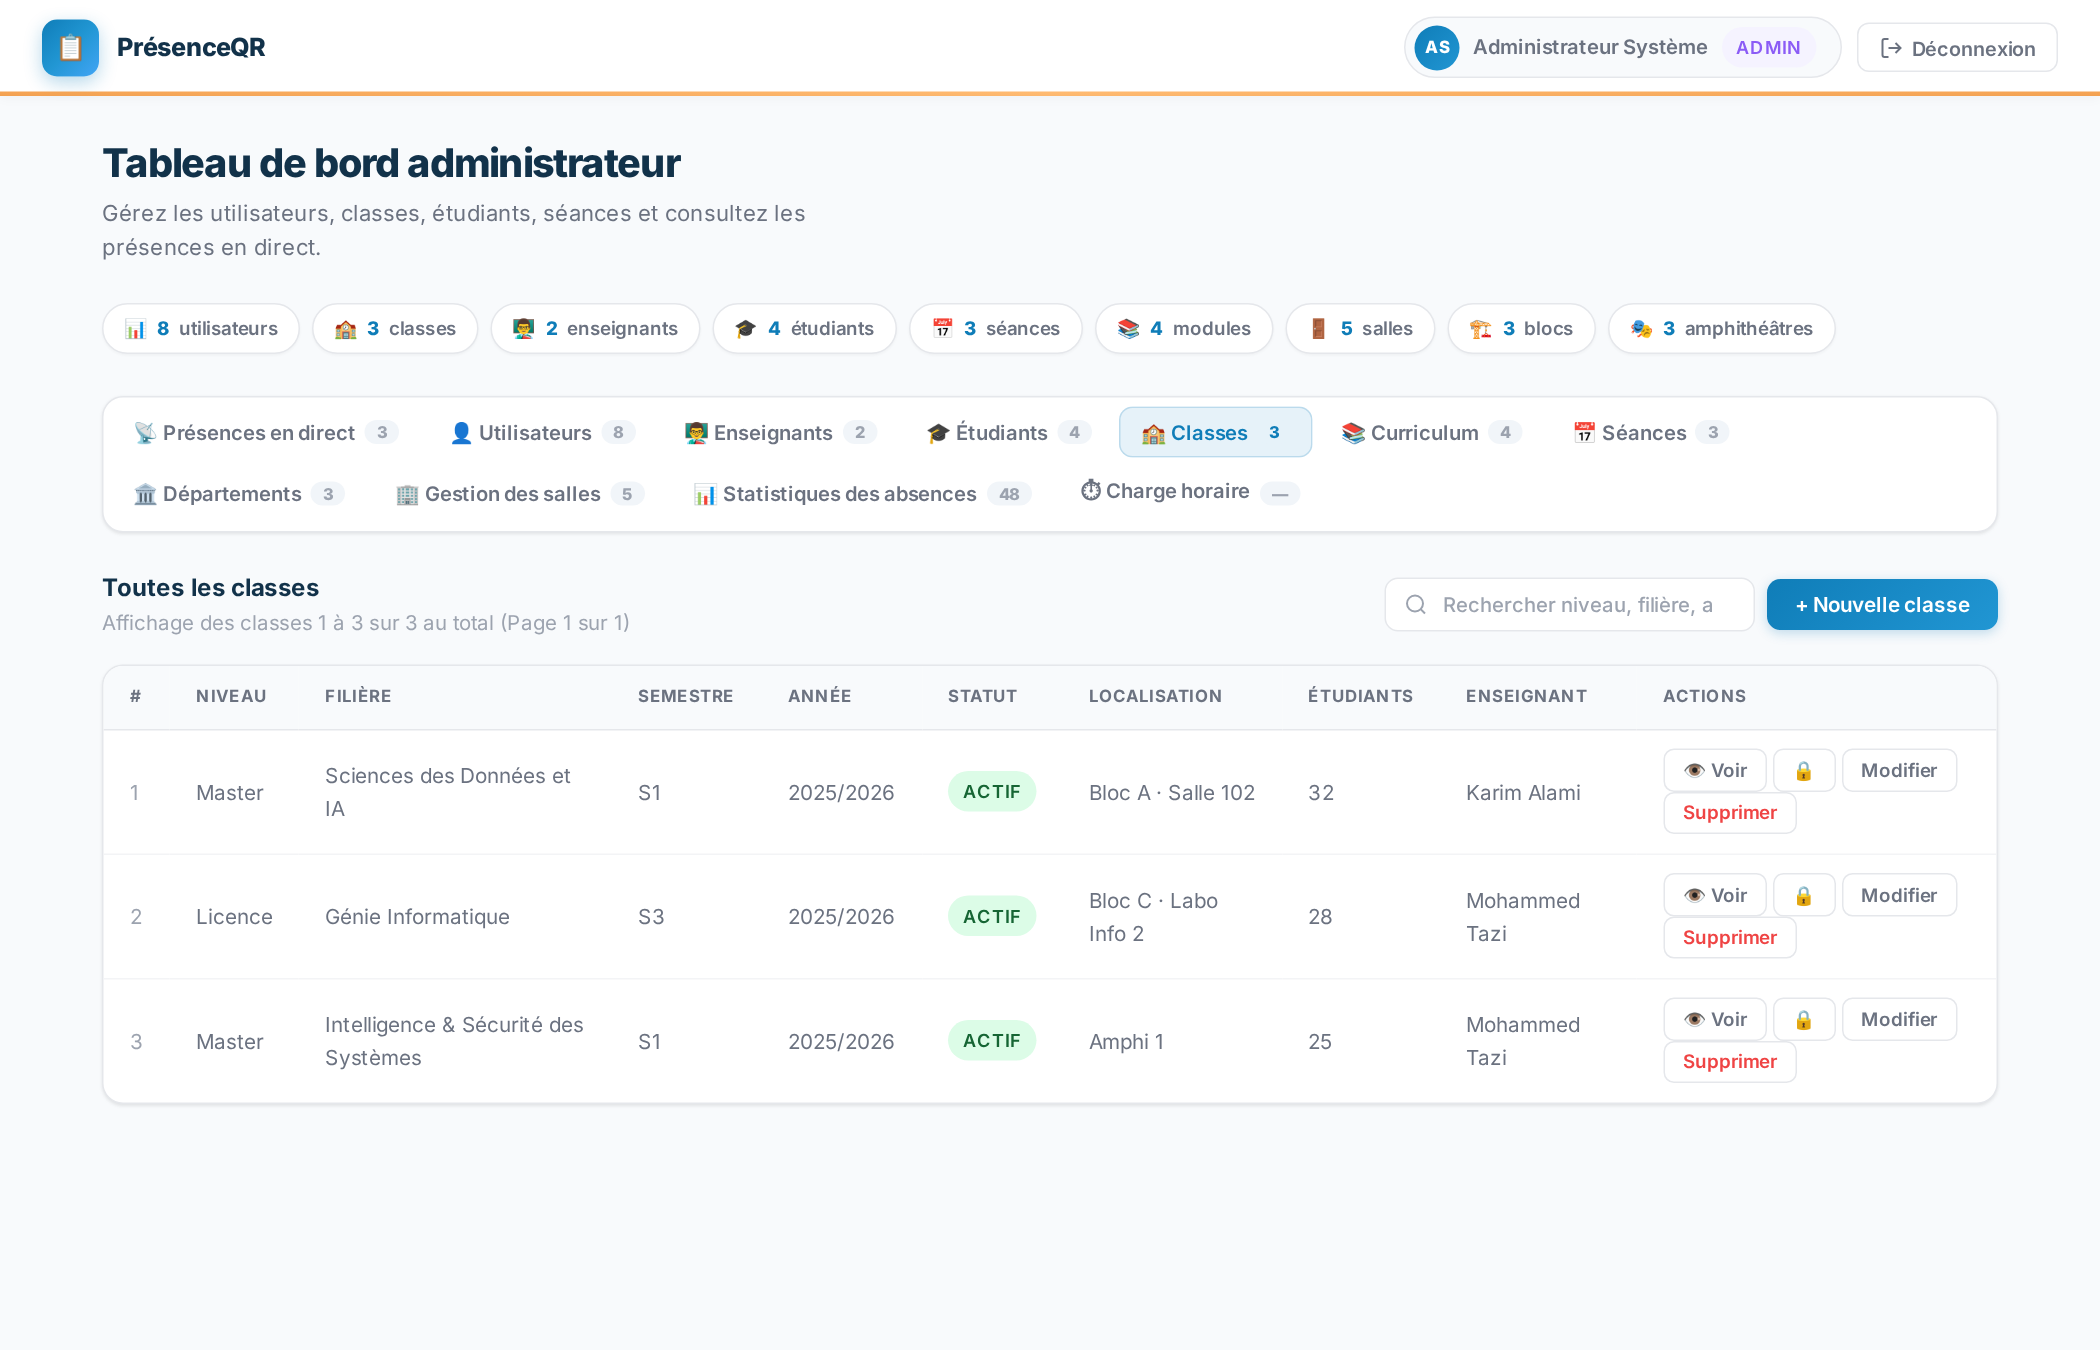 PrésenceQR
AS Administrateur Système ADMIN
Déconnexion
Tableau de bord administrateur
Gérez les utilisateurs, classes, étudiants, séances et consultez les
présences en direct.
8 utilisateurs
3 classes
2 enseignants
4 étudiants
3 séances
4 modules
5 salles
3 blocs
3 amphithéâtres
Présences en direct 3
Utilisateurs 8
Enseignants 2
Étudiants 4
Classes 3
Curriculum 4
Séances 3
Départements 3
Gestion des salles 5
Statistiques des absences 48
Charge horaire —
Toutes les classes
Affichage des classes 1 à 3 sur 3 au total (Page 1 sur 1)
Rechercher niveau, filière, a
+ Nouvelle classe
# NIVEAU FILIÈRE SEMESTRE ANNÉE STATUT LOCALISATION ÉTUDIANTS ENSEIGNANT ACTIONS
1 Master Sciences des Données et IA S1 2025/2026 ACTIF Bloc A · Salle 102 32 Karim Alami Voir Modifier Supprimer
2 Licence Génie Informatique S3 2025/2026 ACTIF Bloc C · Labo Info 2 28 Mohammed Tazi Voir Modifier Supprimer
3 Master Intelligence & Sécurité des Systèmes S1 2025/2026 ACTIF Amphi 1 25 Mohammed Tazi Voir Modifier Supprimer